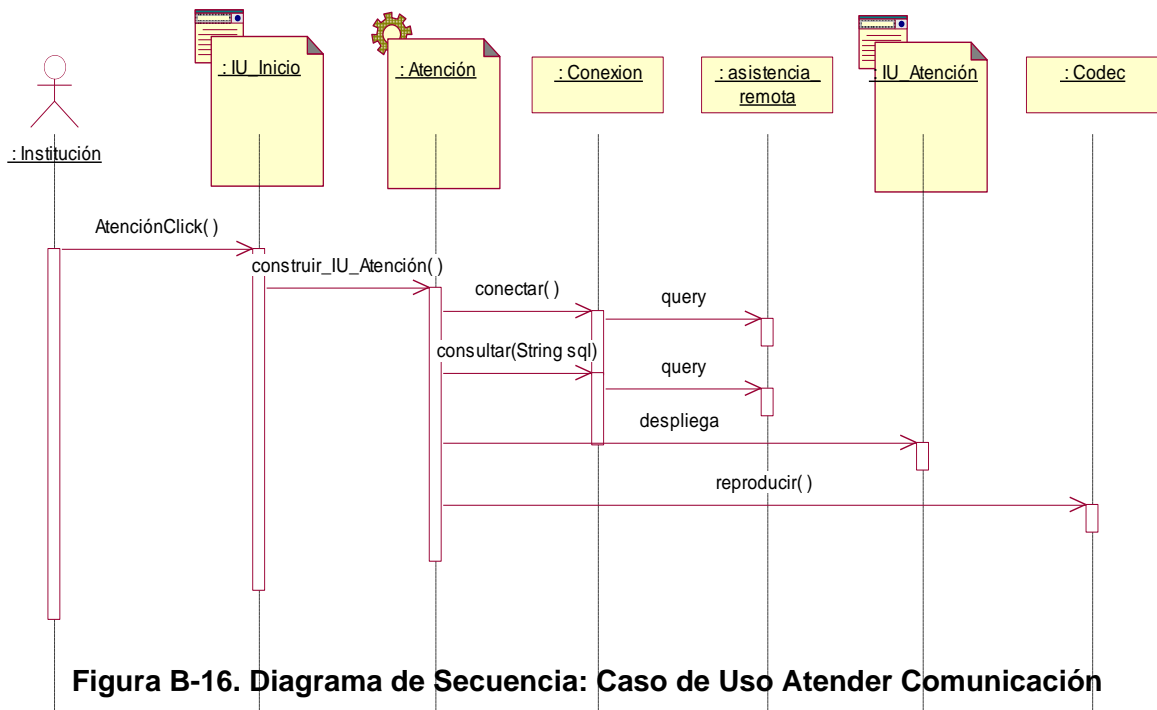 : IU_Inicio
: Atención
: Conexion
: asistencia_
remota
: IU_Atención
: Codec
: Institución
AtenciónClick( )
construir_IU_Atención( )
conectar( )
query
consultar(String sql)
query
despliega
reproducir( )
Figura B-16. Diagrama de Secuencia: Caso de Uso Atender Comunicación